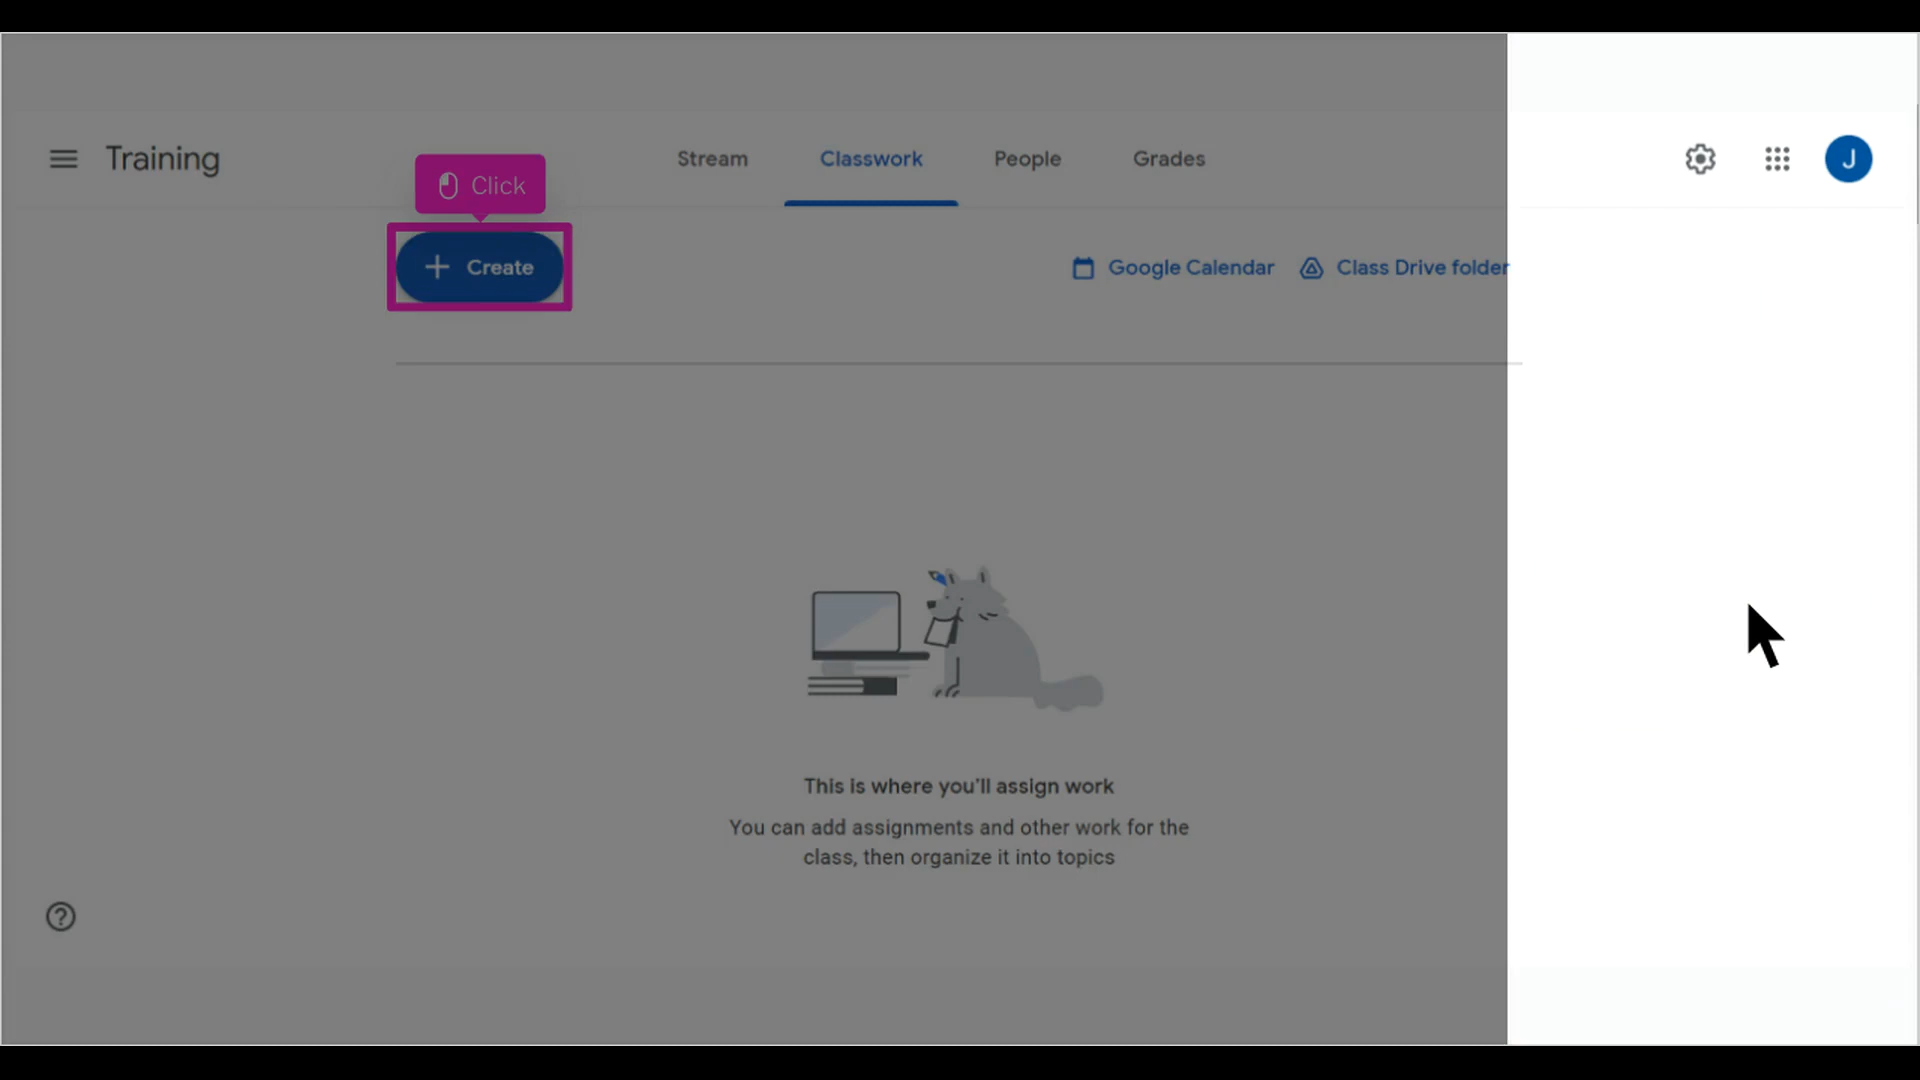 Training
Stream
Classwork
People
Grades
J
Click
Create
Google Calendar
Class Drive folder
This is where you'll assign work
You can add assignments and other work for the
class, then organize it into topics